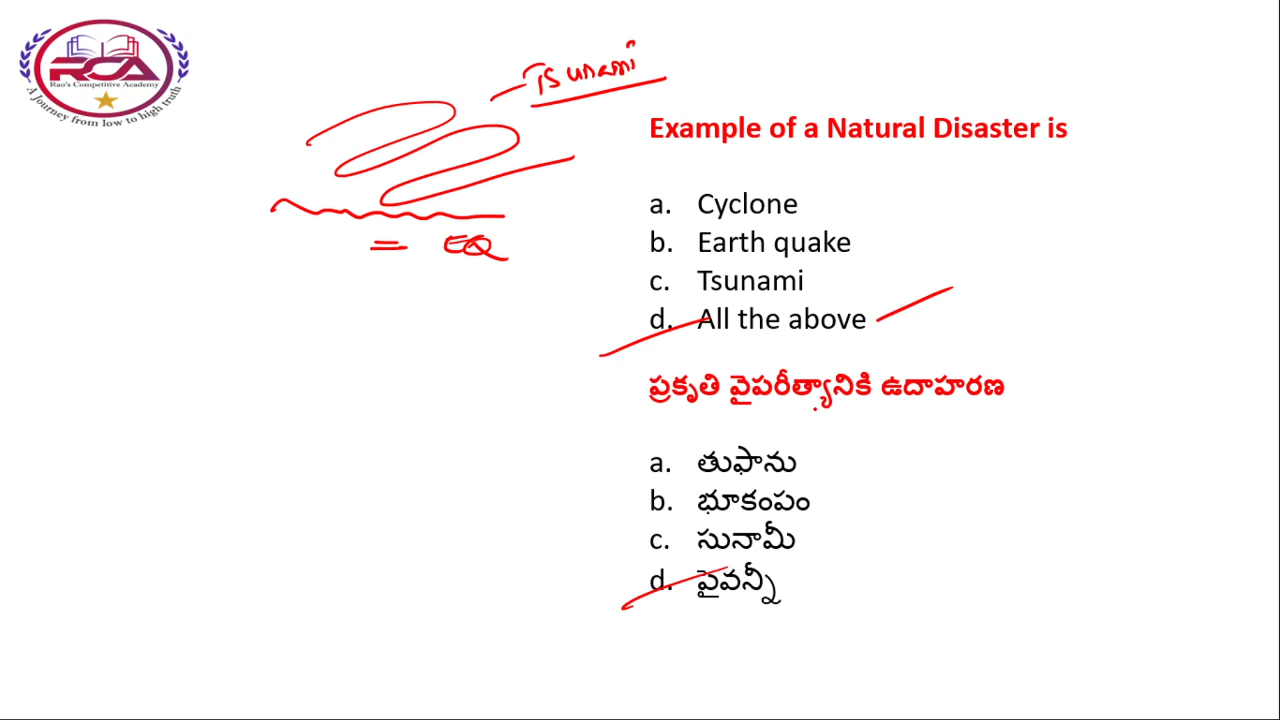 RCA
Rao's Competitive Academy
A Journey from low to high truth
Tsunami
= EQ
Example of a Natural Disaster is
a. Cyclone
b. Earth quake
c. Tsunami
d. All the above
ప్రకృతి వైపరీత్యానికి ఉదాహరణ
a. తుఫాను
b. భూకంపం
c. సునామీ
d. పైవన్నీ